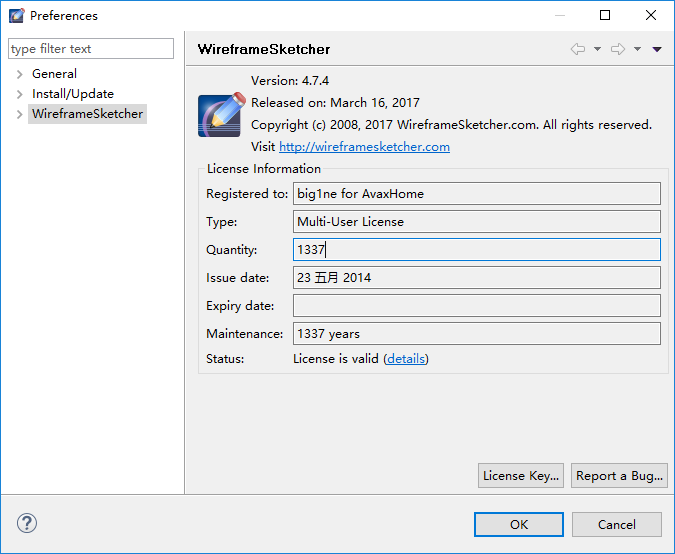 Preferences
type filter text
General
Install/Update
WireframeSketcher
WireframeSketcher
Version: 4.7.4
Released on: March 16, 2017
Copyright (c) 2008, 2017 WireframeSketcher.com. All rights reserved.
Visit http://wireframesketcher.com
License Information
Registered to: big1ne for AvaxHome
Type: Multi-User License
Quantity: 1337
Issue date: 23 五月 2014
Expiry date:
Maintenance: 1337 years
Status: License is valid (details)
License Key... Report a Bug...
? OK Cancel